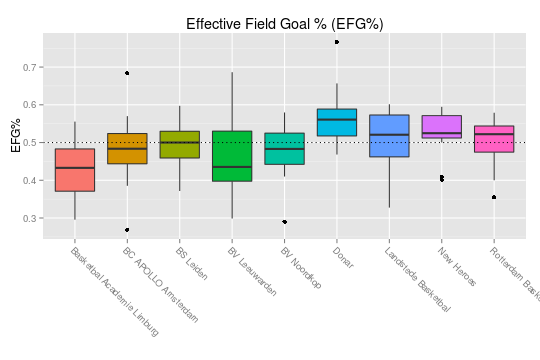 Effective Field Goal % (EFG%)
EFG%
0.7
0.6
0.5
0.4
0.3
Basketbal Academie Limburg
BC APOLLO Amsterdam
BS Leiden
BV Leeuwarden
BV Noordkop
Donar
Landstede Basketbal
New Heroes
Rotterdam Bask